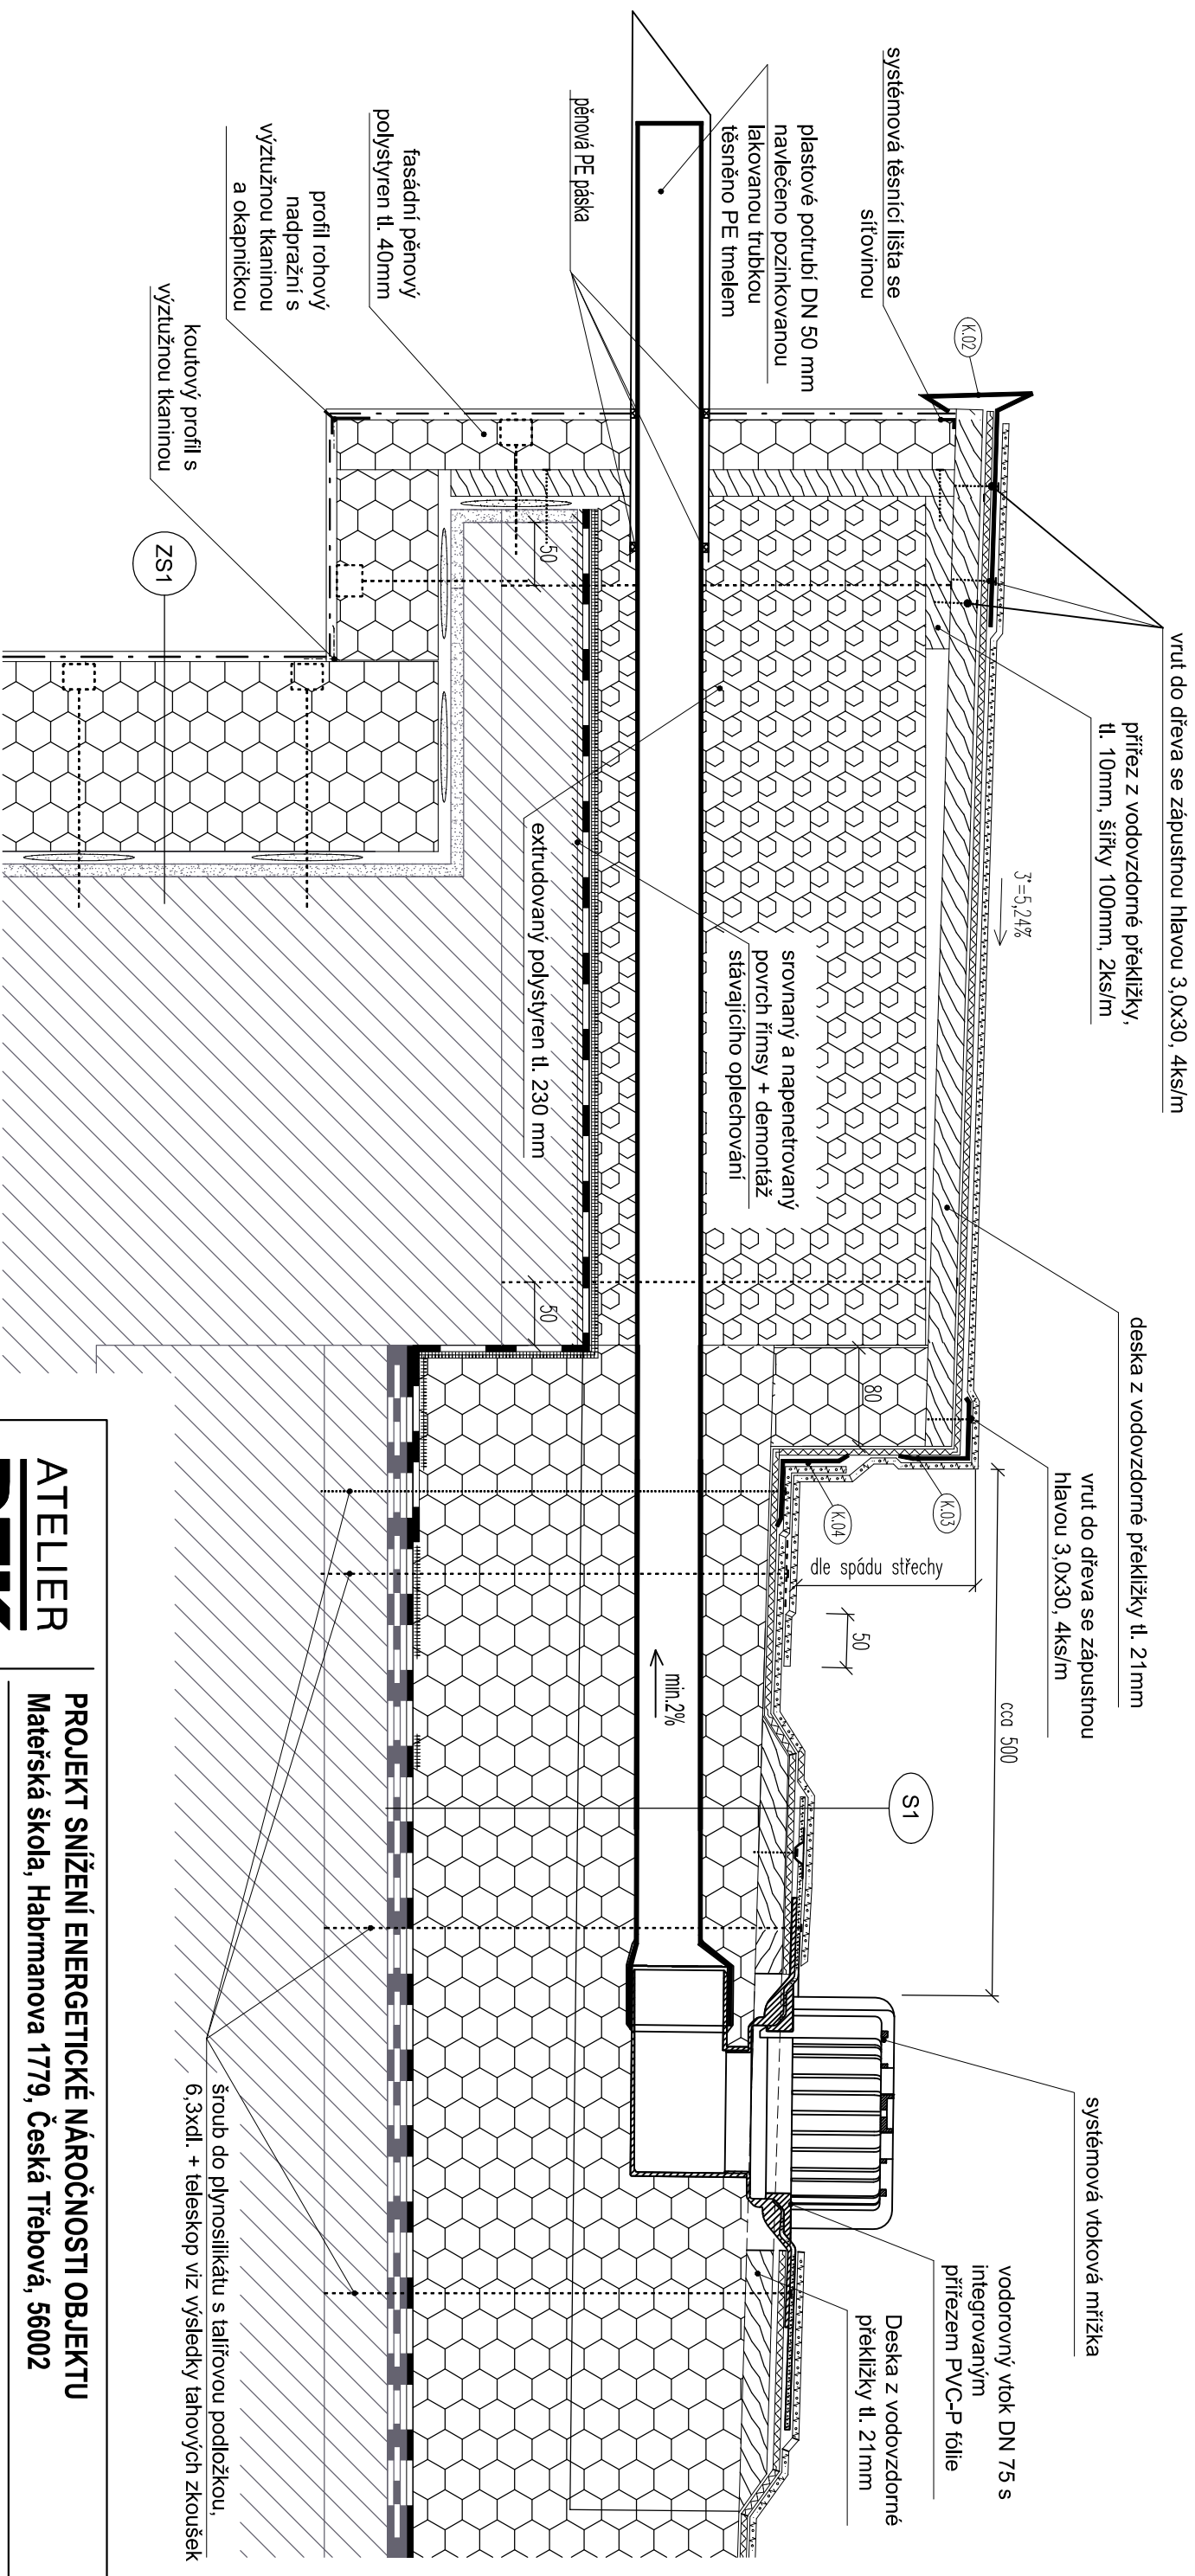 vrut do dřeva se zápustnou hlavou 3,0x30, 4ks/m
přířez z vodovzdorné překližky,
tl. 10mm, šířky 100mm, 2ks/m
deska z vodovzdorné překližky tl. 21mm
vrut do dřeva se zápustnou
hlavou 3,0x30, 4ks/m
systémová vtoková mřížka
vodorovný vtok DN 75 s
integrovaným
přířezem PVC-P fólie
Deska z vodovzdorné
překližky tl. 21mm
systémová těsnící lišta se
síťovinou
K.02
3°=5,24%
cca 500
S1
K.03
K.04
dle spádu střechy
50
80
plastové potrubí DN 50 mm
navlečeno pozinkovanou
lakovanou trubkou
těsněno PE tmelem
pěnová PE páska
srovnaný a napenetrovaný
povrch římsy + demontáž
stávajícího oplechování
min.2%
extrudovaný polystyren tl. 230 mm
50
50
fasádní pěnový
polystyren tl. 40mm
profil rohový
nadpražní s
výztužnou tkaninou
a okapničkou
koutový profil s
výztužnou tkaninou
ZS1
šroub do plynosilikátu s talířovou podložkou,
6,3xdl. + teleskop viz výsledky tahových zkoušek
ATELIER
PROJEKT SNÍŽENÍ ENERGETICKÉ NÁROČNOSTI OBJEKTU
Mateřská škola, Habrmanova 1779, Česká Třebová, 56002